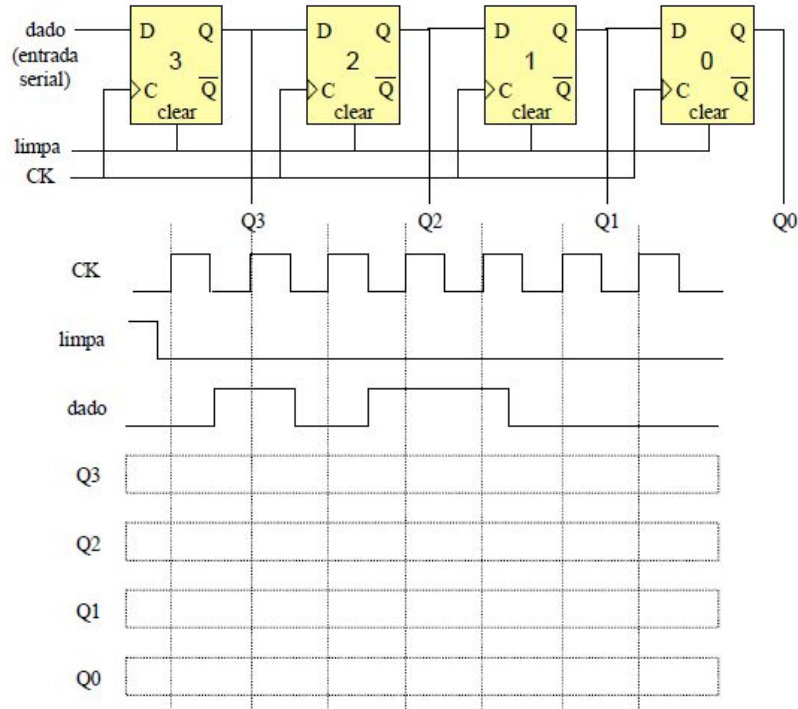 dado
(entrada
serial)
D Q
3
C Q̅
clear
D Q
2
C Q̅
clear
D Q
1
C Q̅
clear
D Q
0
C Q̅
clear
limpa
CK
Q3 Q2 Q1 Q0
CK
limpa
dado
Q3
Q2
Q1
Q0